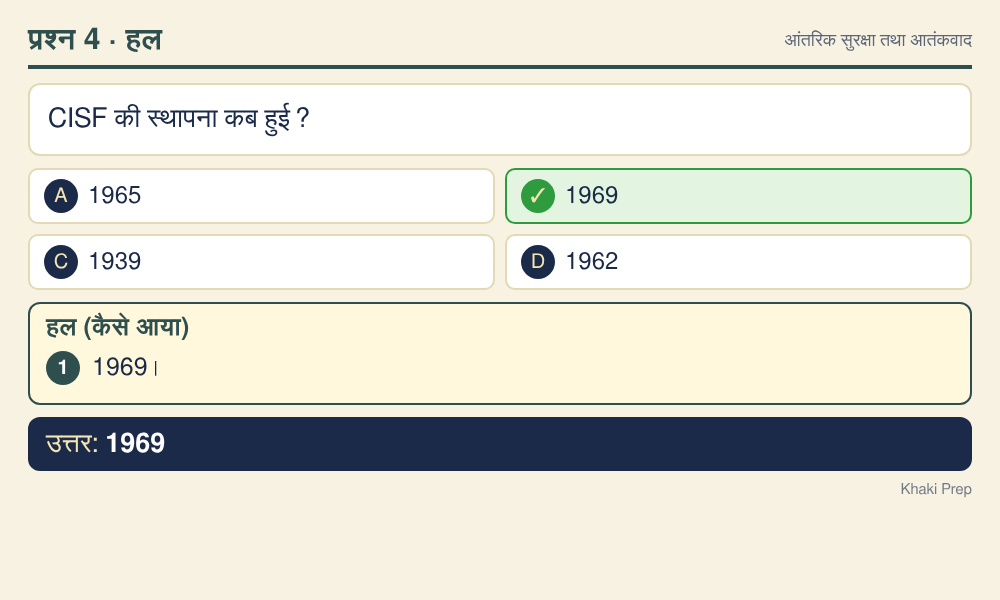 प्रश्न 4 · हल
आंतरिक सुरक्षा तथा आतंकवाद
CISF की स्थापना कब हुई ?
A 1965
✓ 1969
C 1939
D 1962
हल (कैसे आया)
1 1969।
उत्तर: 1969
Khaki Prep